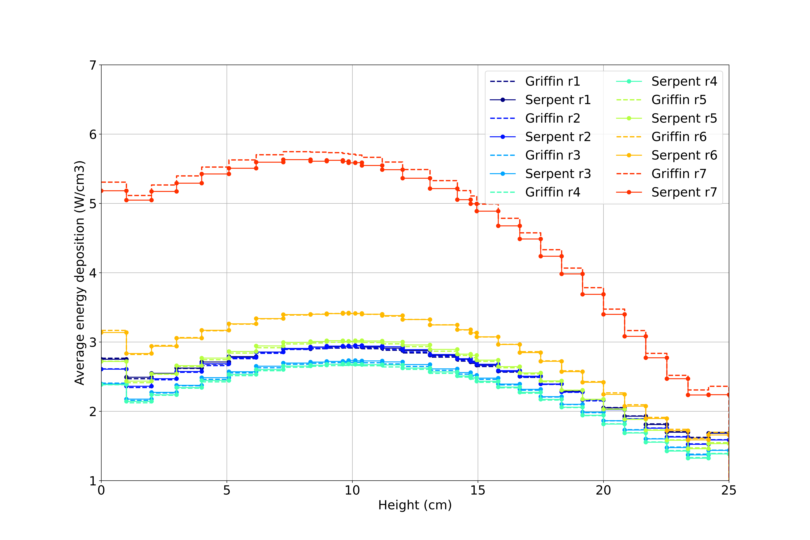 7
6
5
4
3
2
1
Average energy deposition (W/cm3)
Griffin r1
Serpent r1
Griffin r2
Serpent r2
Griffin r3
Serpent r3
Griffin r4
Serpent r4
Griffin r5
Serpent r5
Griffin r6
Serpent r6
Griffin r7
Serpent r7
0
5
10
15
20
25
Height (cm)